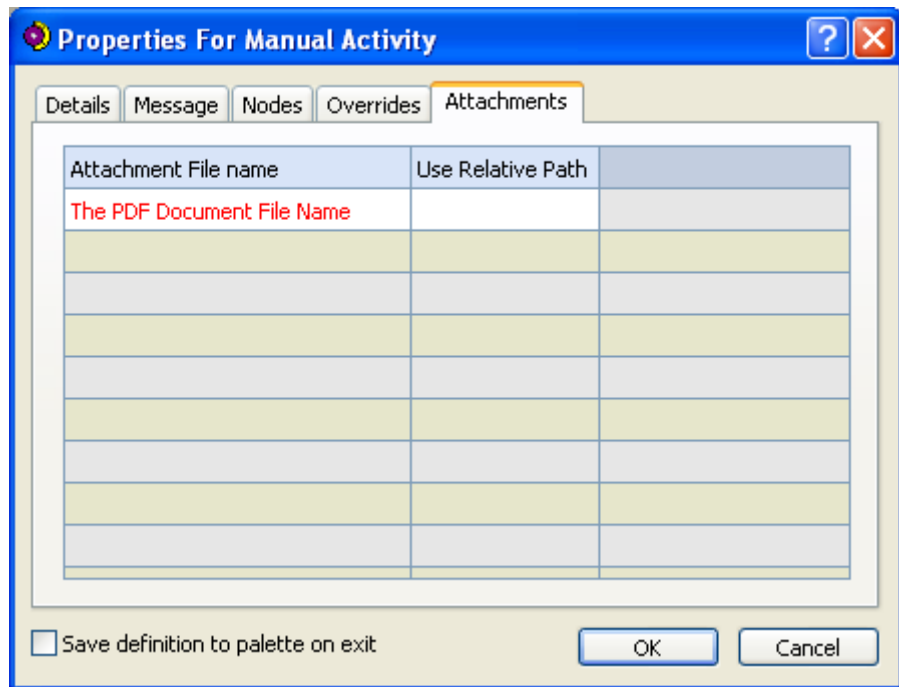 Properties For Manual Activity
Details Message Nodes Overrides Attachments
Attachment File name Use Relative Path
The PDF Document File Name
Save definition to palette on exit OK Cancel